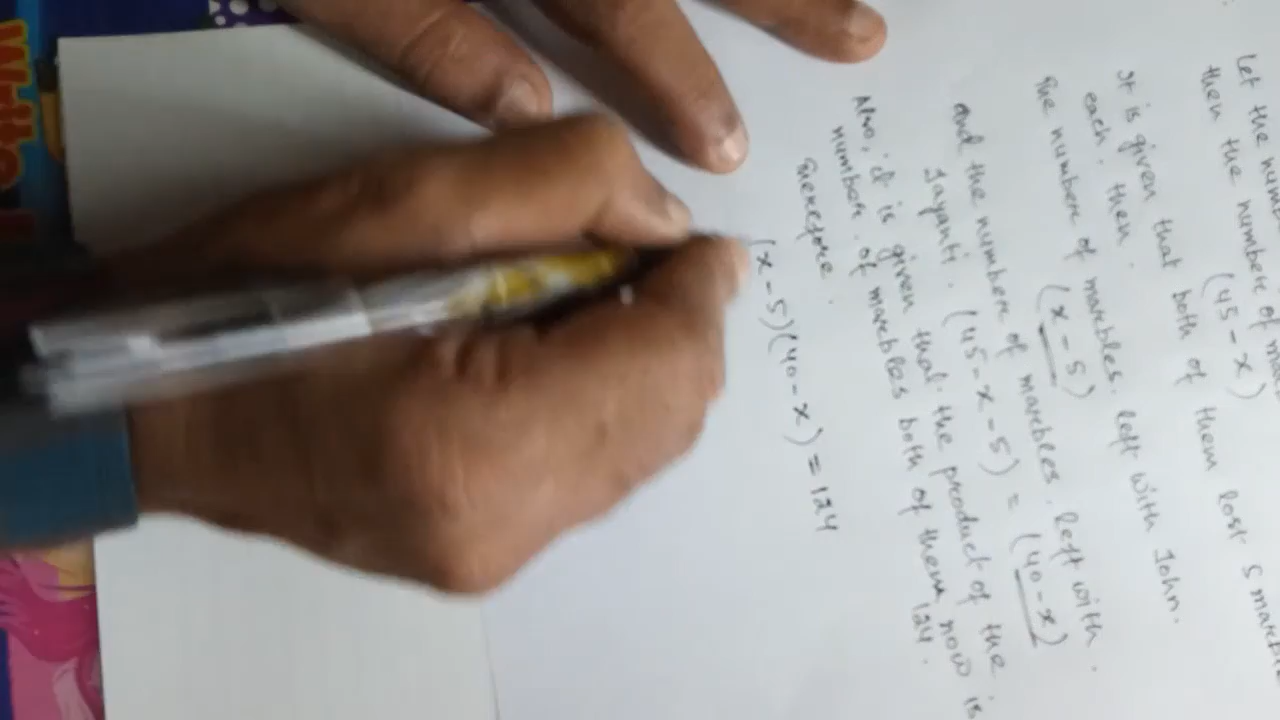 Let the number of
then the number of
(45 - x)
It is given that both of them lost 5
each. then.
the number of marbles. left with John.
(x - 5)
and the number of marbles. left with.
Jayanti. (45 - x - 5) = (40 - x)
Also, it is given that. the product of the
number. of marbles both of them, now is
124.
Therefore.
(x - 5)(40 - x) = 124